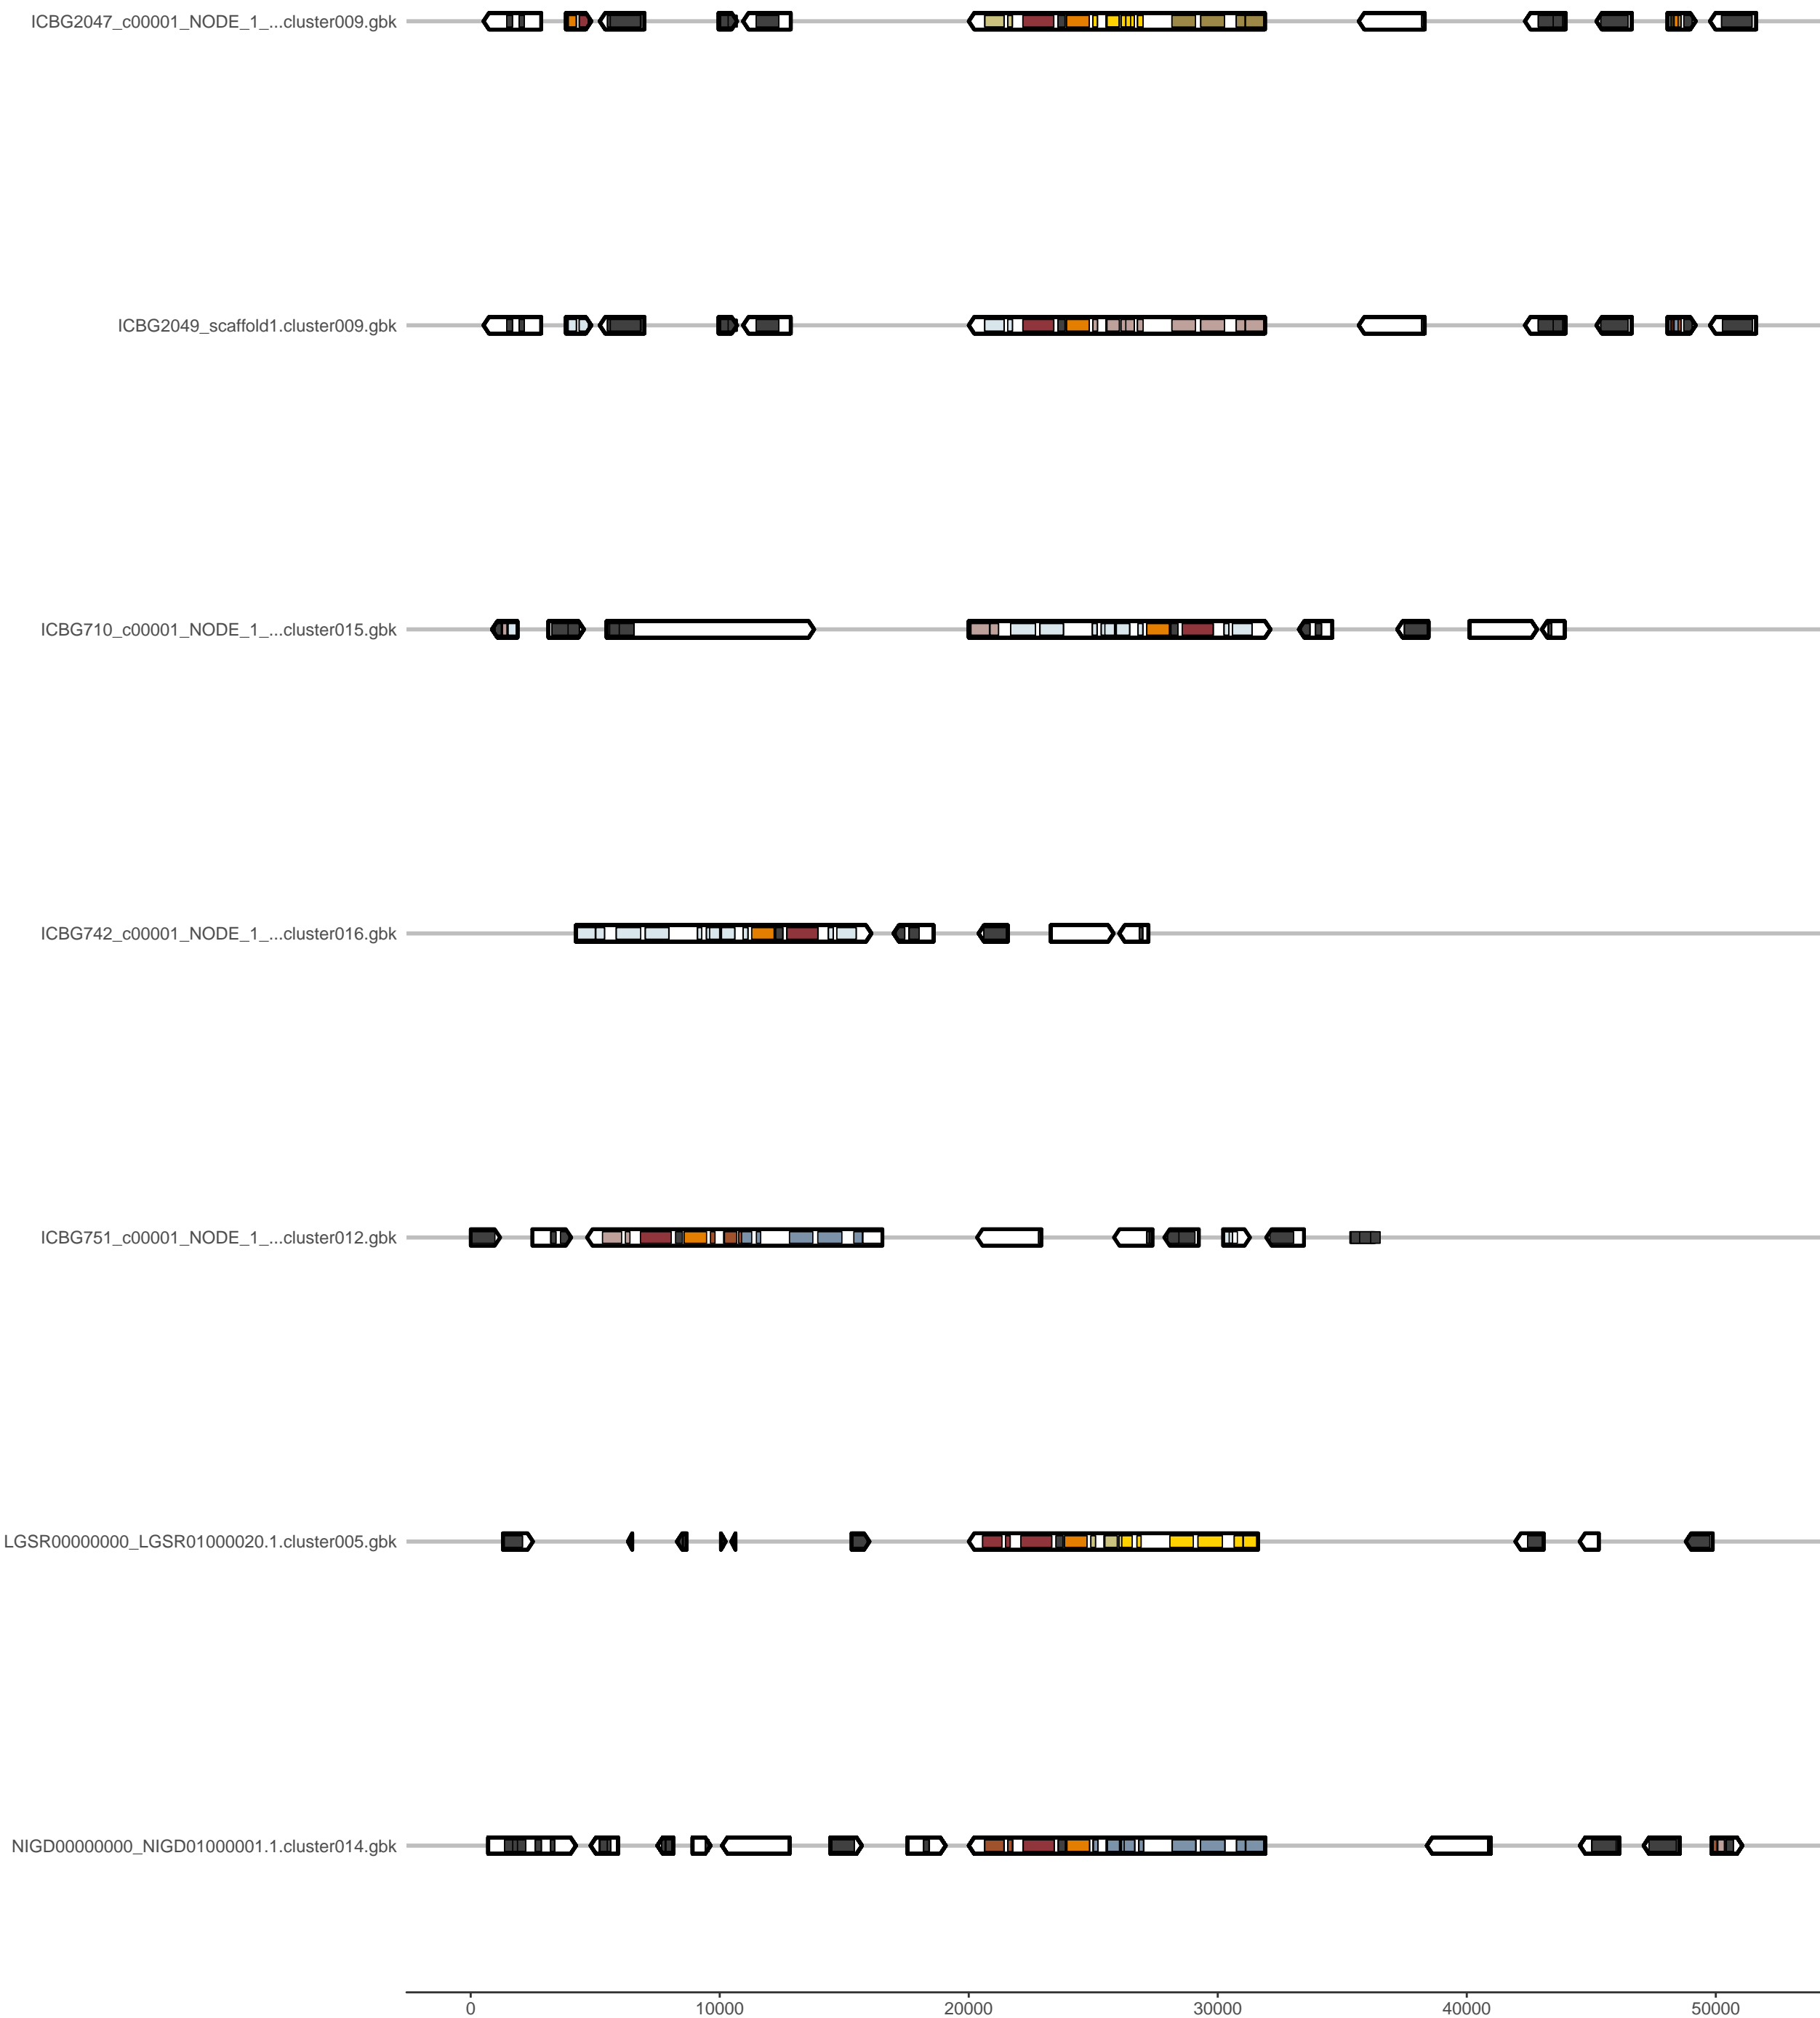 ICBG2047_c00001_NODE_1_...cluster009.gbk
ICBG2049_scaffold1.cluster009.gbk
ICBG710_c00001_NODE_1_...cluster015.gbk
ICBG742_c00001_NODE_1_...cluster016.gbk
ICBG751_c00001_NODE_1_...cluster012.gbk
LGSR00000000_LGSR01000020.1.cluster005.gbk
NIGD00000000_NIGD01000001.1.cluster014.gbk
0 10000 20000 30000 40000 50000